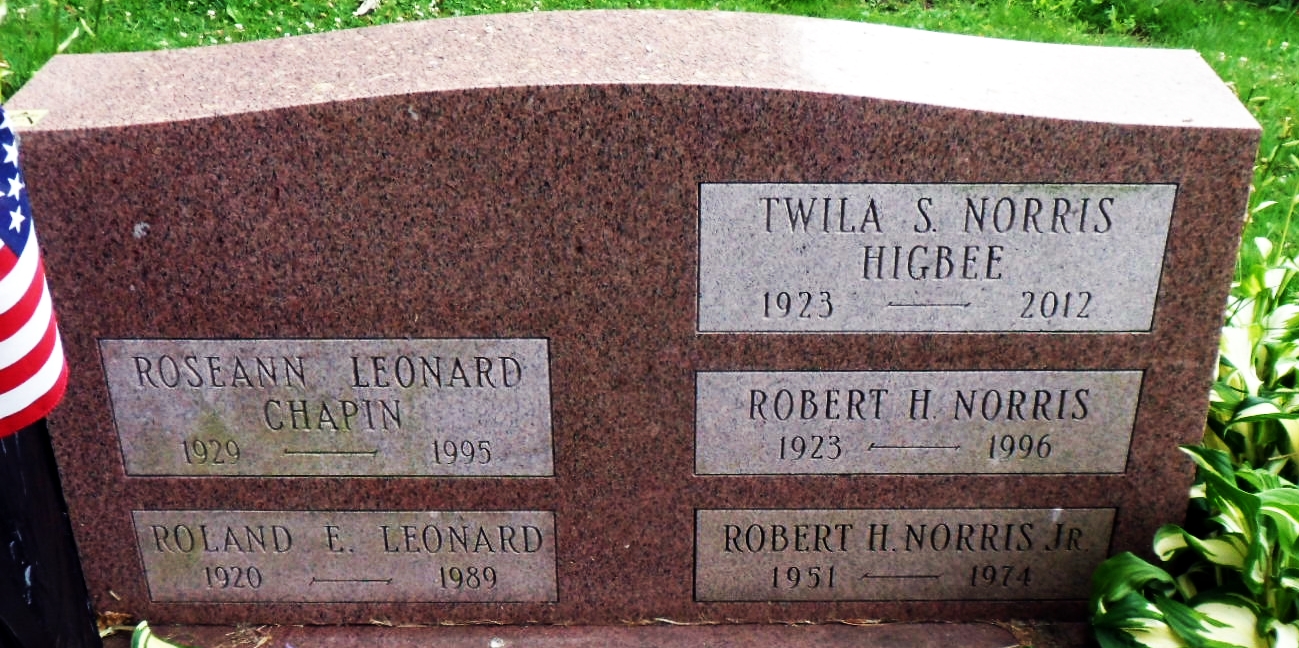 TWILA S. NORRIS
HIGBEE
1923 — 2012
ROSEANN LEONARD
CHAPIN
1929 — 1995
ROBERT H. NORRIS
1923 — 1996
ROLAND E. LEONARD
1920 — 1989
ROBERT H. NORRIS JR.
1951 — 1974